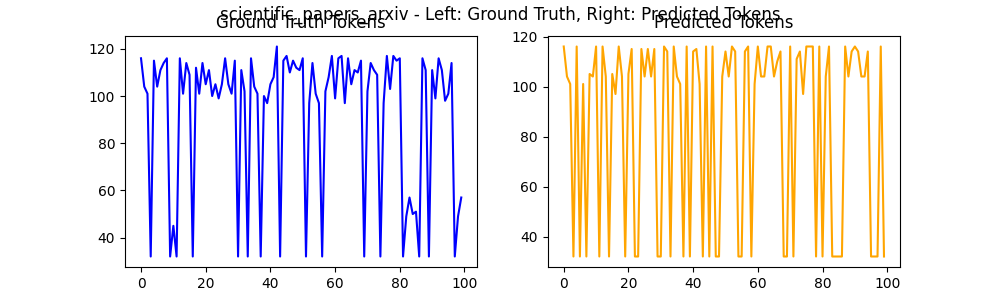 scientific_papers_arxiv - Left: Ground Truth, Right: Predicted Tokens
Ground Truth Tokens
Predicted Tokens
120
100
80
60
40
0 20 40 60 80 100
120
100
80
60
40
0 20 40 60 80 100